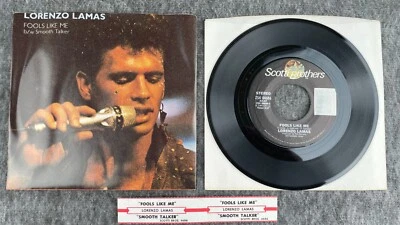 LORENZO LAMAS
FOOLS LIKE ME
b/w Smooth Talker
Scotti Brothers
STEREO
FOOLS LIKE ME
LORENZO LAMAS
"FOOLS LIKE ME"
LORENZO LAMAS
"SMOOTH TALKER"
"FOOLS LIKE ME"
LORENZO LAMAS
"SMOOTH TALKER"